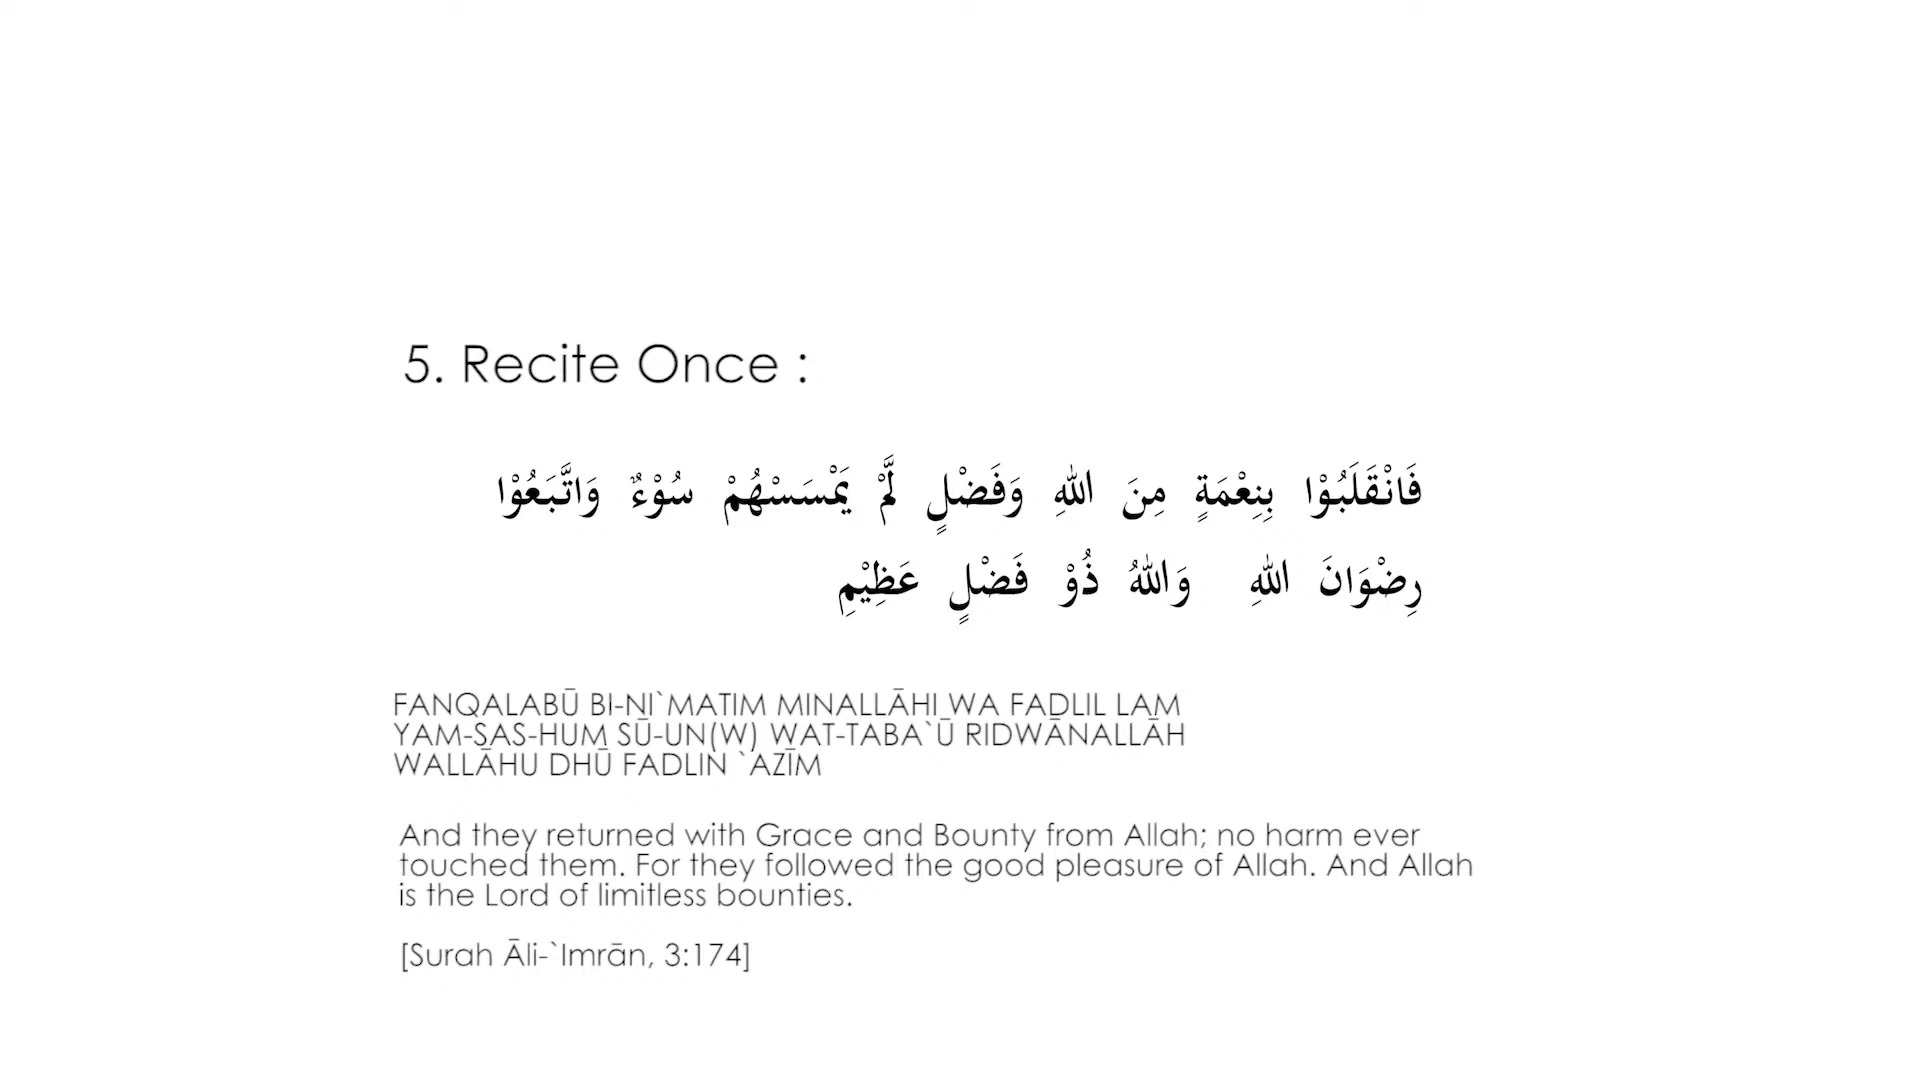 5. Recite Once :
فَانْقَلَبُوْا بِنِعْمَةٍ مِنَ اللهِ وَفَضْلٍ لَّمْ يَمْسَسْهُمْ سُوْءٌ وَاتَّبَعُوْا
رِضْوَانَ اللهِ وَاللهُ ذُوْ فَضْلٍ عَظِيْمِ
FANQALABŪ BI-NI`MATIM MINALLĀHI WA FADLIL LAM
YAM-SAS-HUM SŪ-UN(W) WAT-TABA`Ū RIDWĀNALLĀH
WALLĀHU DHŪ FADLIN `AZĪM
And they returned with Grace and Bounty from Allah; no harm ever
touched them. For they followed the good pleasure of Allah. And Allah
is the Lord of limitless bounties.
[Surah Āli-`Imrān, 3:174]